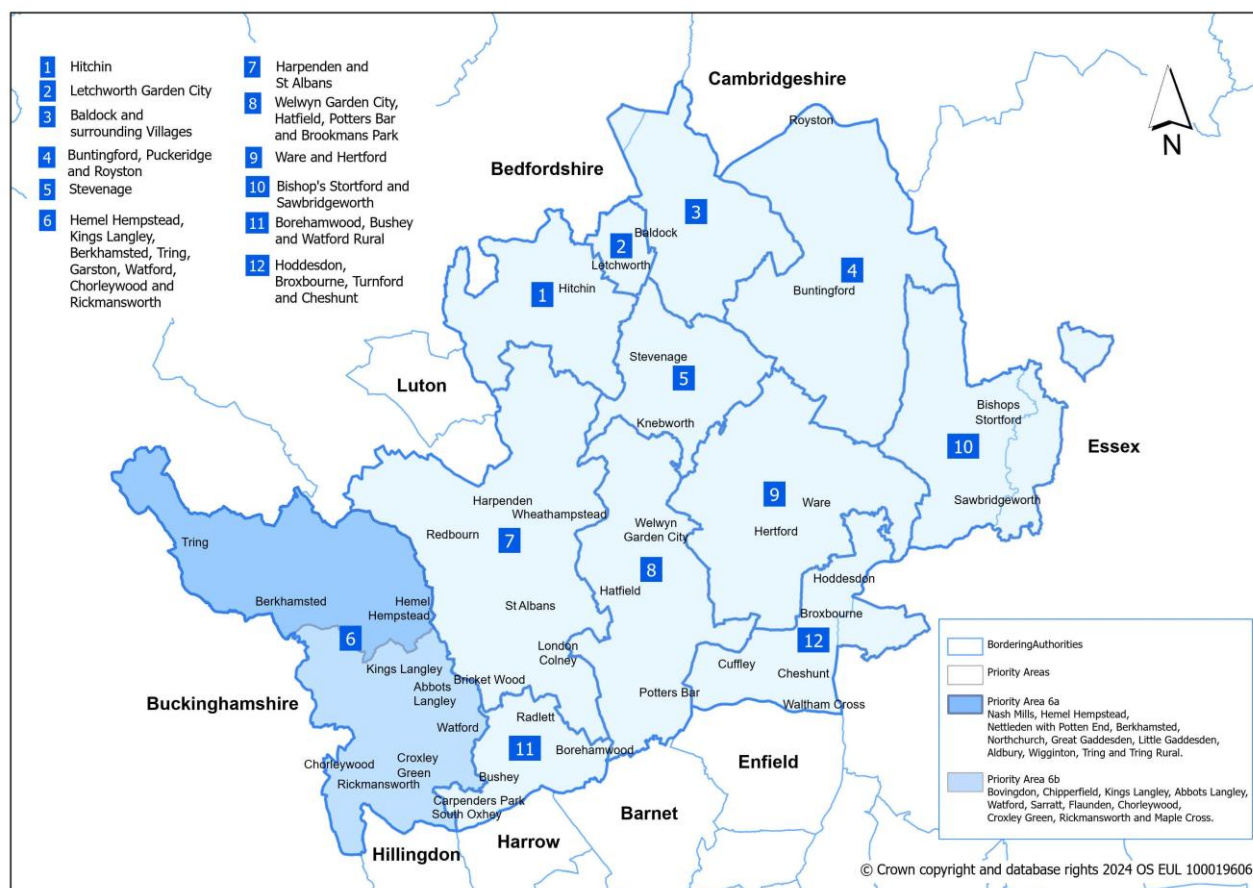 1 Hitchin
2 Letchworth Garden City
3 Baldock and
surrounding Villages
4 Buntingford, Puckeridge
and Royston
5 Stevenage
6 Hemel Hempstead,
Kings Langley,
Berkhamsted, Tring,
Garston, Watford,
Chorleywood and
Rickmansworth
7 Harpenden and
St Albans
8 Welwyn Garden City,
Hatfield, Potters Bar
and Brookmans Park
9 Ware and Hertford
10 Bishop's Stortford and
Sawbridgeworth
11 Borehamwood, Bushey
and Watford Rural
12 Hoddesdon,
Broxbourne, Turnford
and Cheshunt
Cambridgeshire
N
Royston
Bedfordshire
3
Baldock
2
Letchworth
4
Buntingford
Hitchin
1
Stevenage
5
Luton
Knebworth
Bishops
Stortford
10
Essex
Sawbridgeworth
Harpenden
Wheathampstead
Redbourn
7
9
Ware
Hertford
Welwyn
Garden City
8
Hatfield
Tring
Berkhamsted
Hemel
Hempstead
6
St Albans
Hoddesdon
Broxbourne
12
London
Colney
Cuffley
Cheshunt
Kings Langley
Abbots
Langley
Bricket Wood
Potters Bar
Waltham Cross
Buckinghamshire
Watford
Radlett
11
Borehamwood
Chorleywood
Croxley
Green
Rickmansworth
Bushey
Carpenders Park
South Oxhey
Enfield
Barnet
Harrow
Hillingdon
BorderingAuthorities
Priority Areas
Priority Area 6a
Nash Mills, Hemel Hempstead,
Nettleden with Potten End, Berkhamsted,
Northchurch, Great Gaddesden, Little Gaddesden,
Aldbury, Wigginton, Tring and Tring Rural.
Priority Area 6b
Bovingdon, Chipperfield, Kings Langley, Abbots Langley,
Watford, Sarratt, Flaunden, Chorleywood,
Croxley Green, Rickmansworth and Maple Cross.
© Crown copyright and database rights 2024 OS EUL 100019606